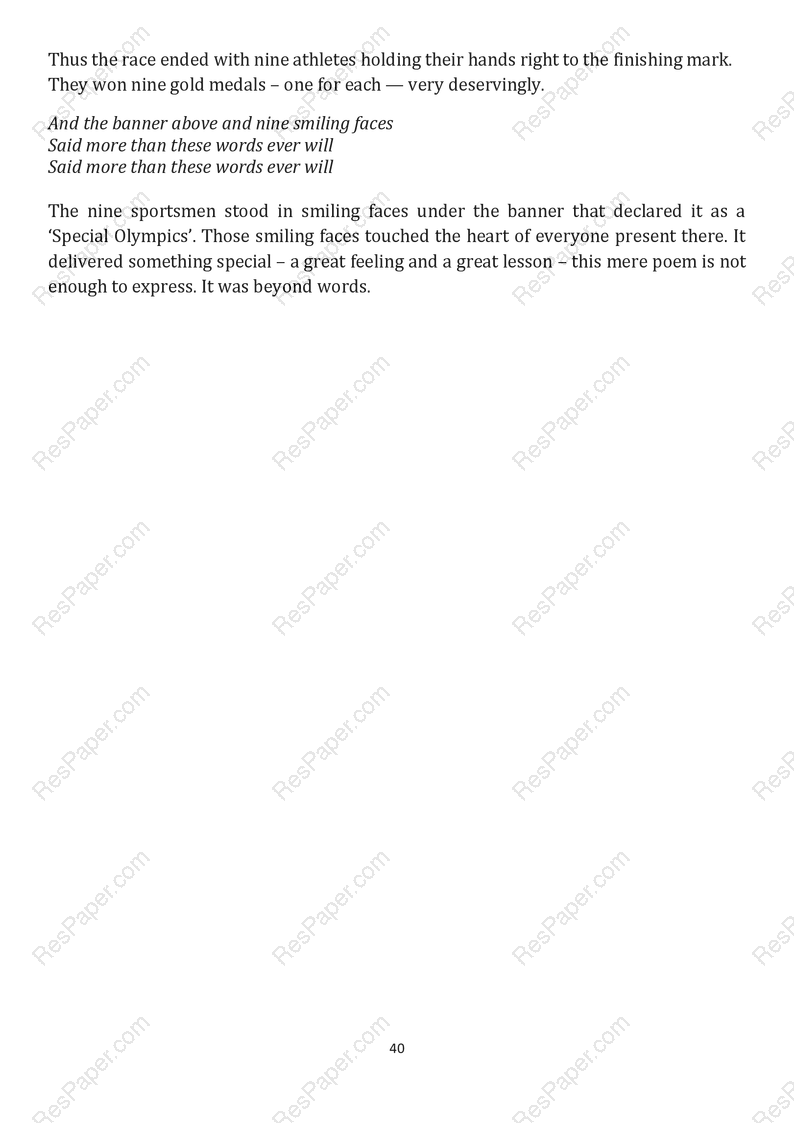 Thus the race ended with nine athletes holding their hands right to the finishing mark.
They won nine gold medals – one for each — very deservingly.
And the banner above and nine smiling faces
Said more than these words ever will
Said more than these words ever will
The nine sportsmen stood in smiling faces under the banner that declared it as a
‘Special Olympics’. Those smiling faces touched the heart of everyone present there. It
delivered something special – a great feeling and a great lesson – this mere poem is not
enough to express. It was beyond words.
40